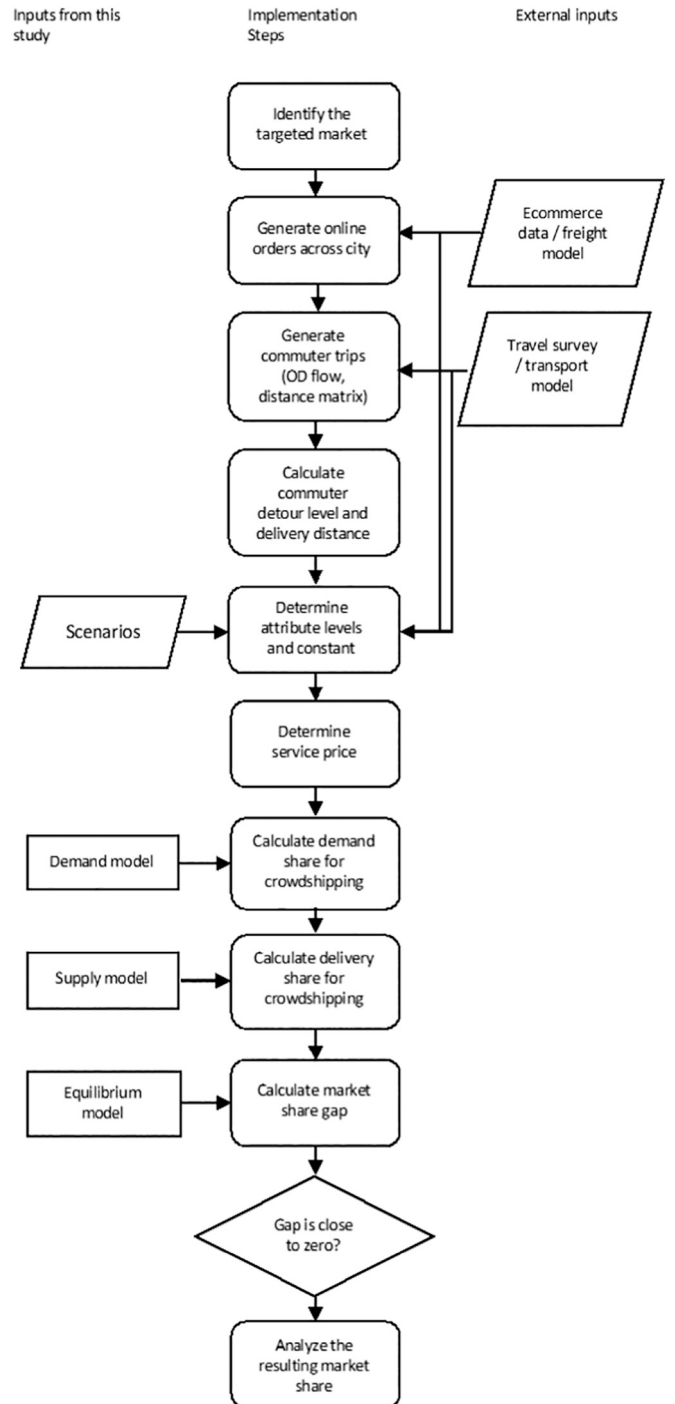 Inputs from this
study
Implementation
Steps
External inputs
Identify the
targeted market
Generate online
orders across city
Ecommerce
data / freight
model
Generate
commuter trips
(OD flow,
distance matrix)
Travel survey
/ transport
model
Calculate
commuter
detour level and
delivery distance
Scenarios
Determine
attribute levels
and constant
Determine
service price
Demand model
Calculate demand
share for
crowdshipping
Supply model
Calculate delivery
share for
crowdshipping
Equilibrium
model
Calculate market
share gap
Gap is close
to zero?
Analyze the
resulting market
share